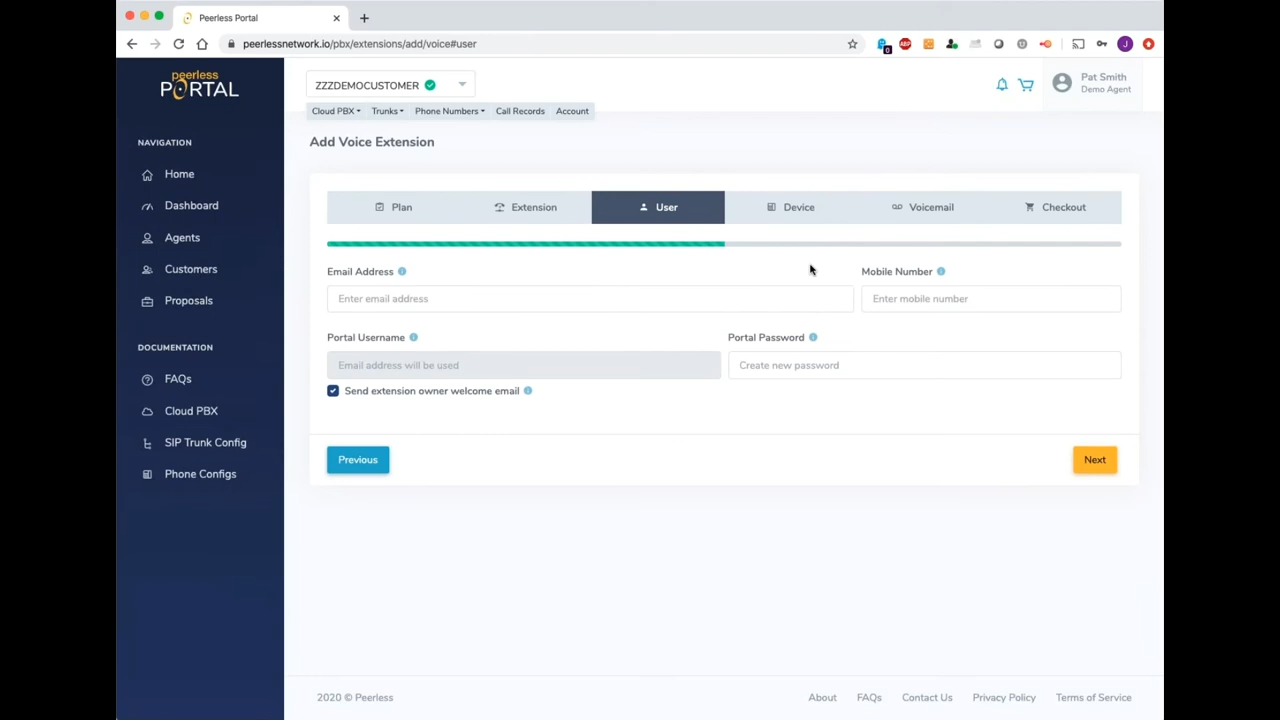 Peerless Portal
peerlessnetwork.io/pbx/extensions/add/voice#user
0
ABP
J
peerless
PORTAL
ZZZDEMOCUSTOMER
Pat Smith
Demo Agent
Cloud PBX Trunks Phone Numbers Call Records Account
NAVIGATION
Home
Dashboard
Agents
Customers
Proposals
DOCUMENTATION
FAQs
Cloud PBX
SIP Trunk Config
Phone Configs
Add Voice Extension
Plan Extension User Device Voicemail Checkout
Email Address Mobile Number
Enter email address Enter mobile number
Portal Username Portal Password
Email address will be used Create new password
Send extension owner welcome email
Previous Next
2020 © Peerless About FAQs Contact Us Privacy Policy Terms of Service